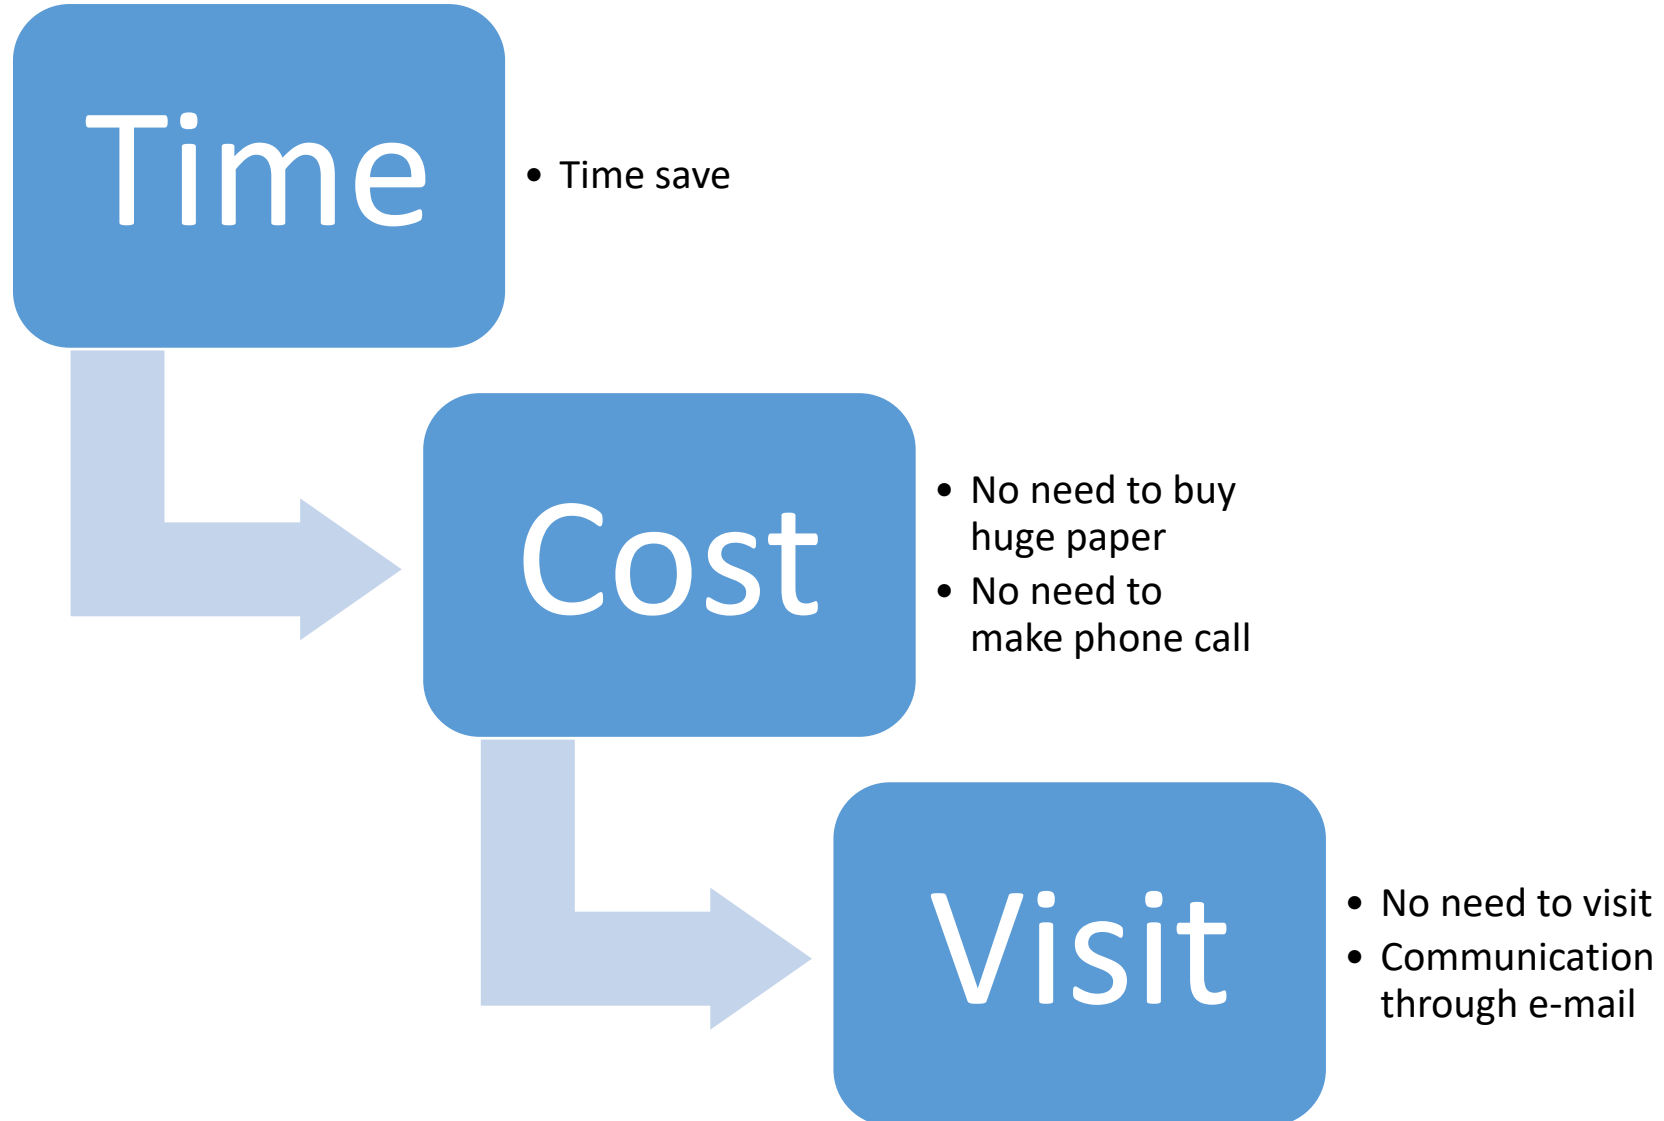 Time
• Time save
Cost
• No need to buy
huge paper
• No need to
make phone call
Visit
• No need to visit
• Communication
through e-mail